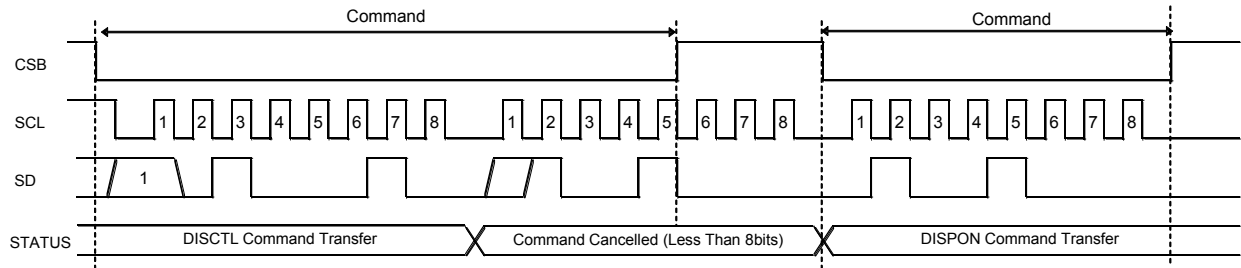 Command Command
CSB
SCL 1 2 3 4 5 6 7 8 1 2 3 4 5 6 7 8 1 2 3 4 5 6 7 8
SD 1
STATUS DISCTL Command Transfer Command Cancelled (Less Than 8bits) DISPON Command Transfer